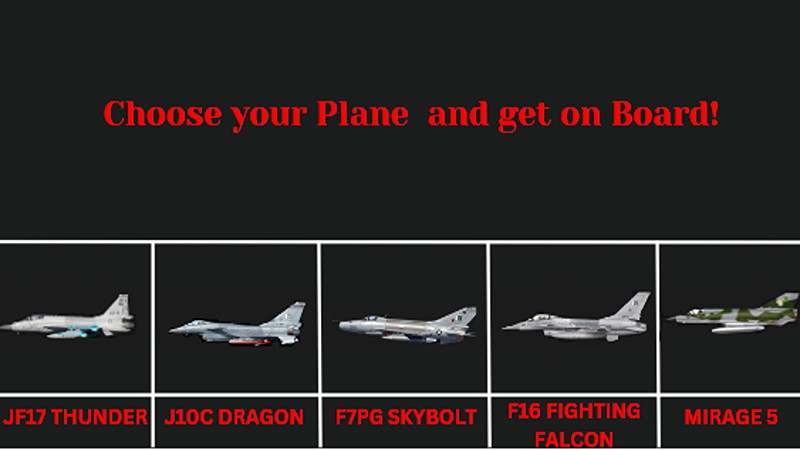 Choose your Plane and get on Board!
JF17 THUNDER
J10C DRAGON
F7PG SKYBOLT
F16 FIGHTING
FALCON
MIRAGE 5